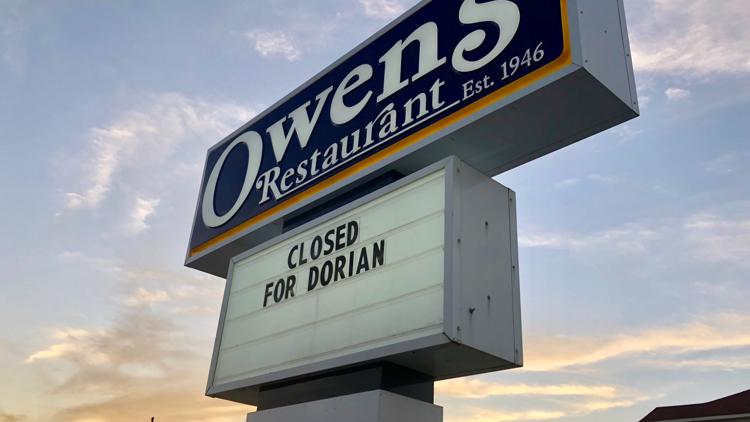 Owens
Restaurant Est. 1946
CLOSED
FOR DORIAN